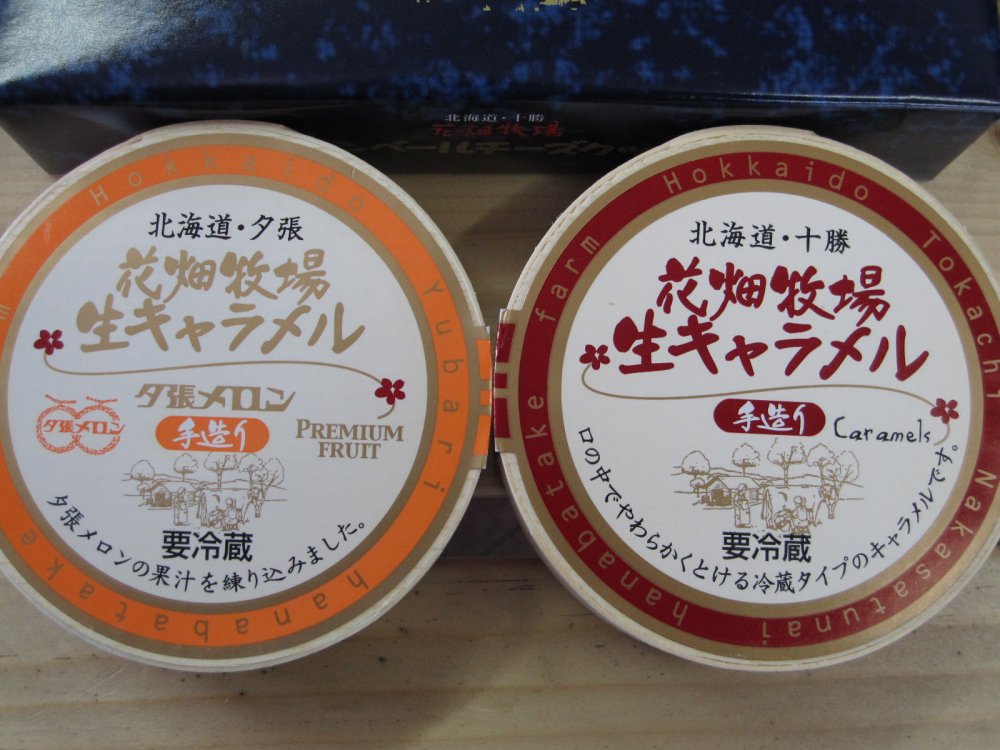 北海道・十勝
花畑牧場
Hokkaido Yubari hanabatake
北海道・夕張
花畑牧場
生キャラメル
夕張メロン
夕張メロン
手造り
PREMIUM
FRUIT
要冷蔵
夕張メロンの果汁を練り込みました。
Hokkaido Tokachi Nakasatunai hanabatake farm
北海道・十勝
花畑牧場
生キャラメル
手造り
Caramels
要冷蔵
口の中でやわらかくとける冷蔵タイプのキャラメルです。